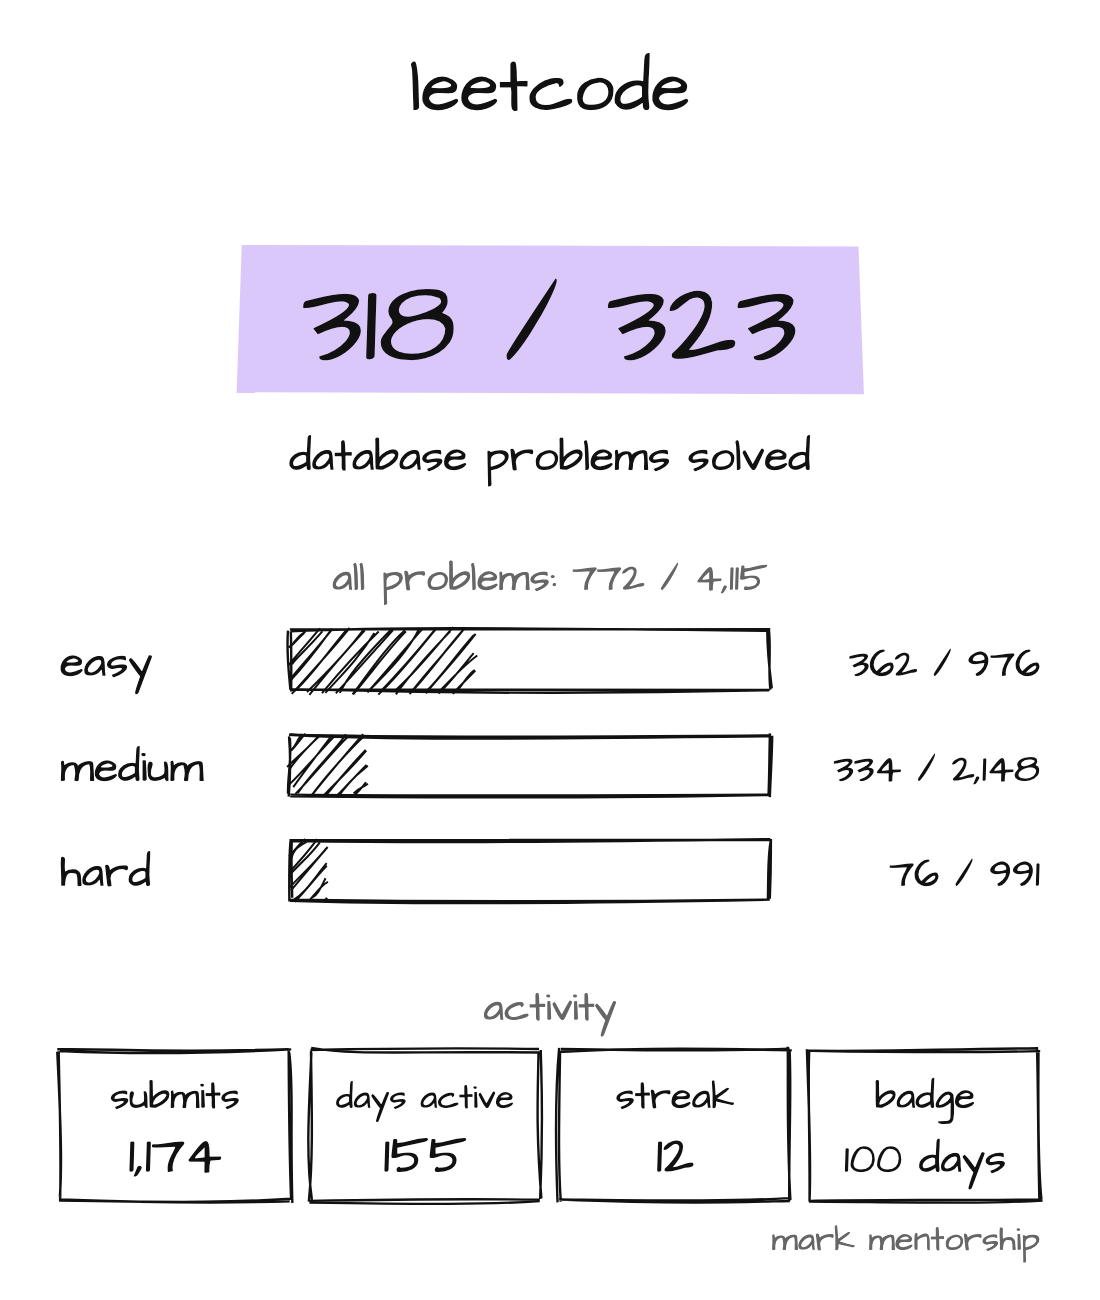 leetcode
318 / 323
database problems solved
all problems: 772 / 4,115
easy 362 / 976
medium 334 / 2,148
hard 76 / 991
activity
submits days active streak badge
1,174 155 12 100 days
mark mentorship